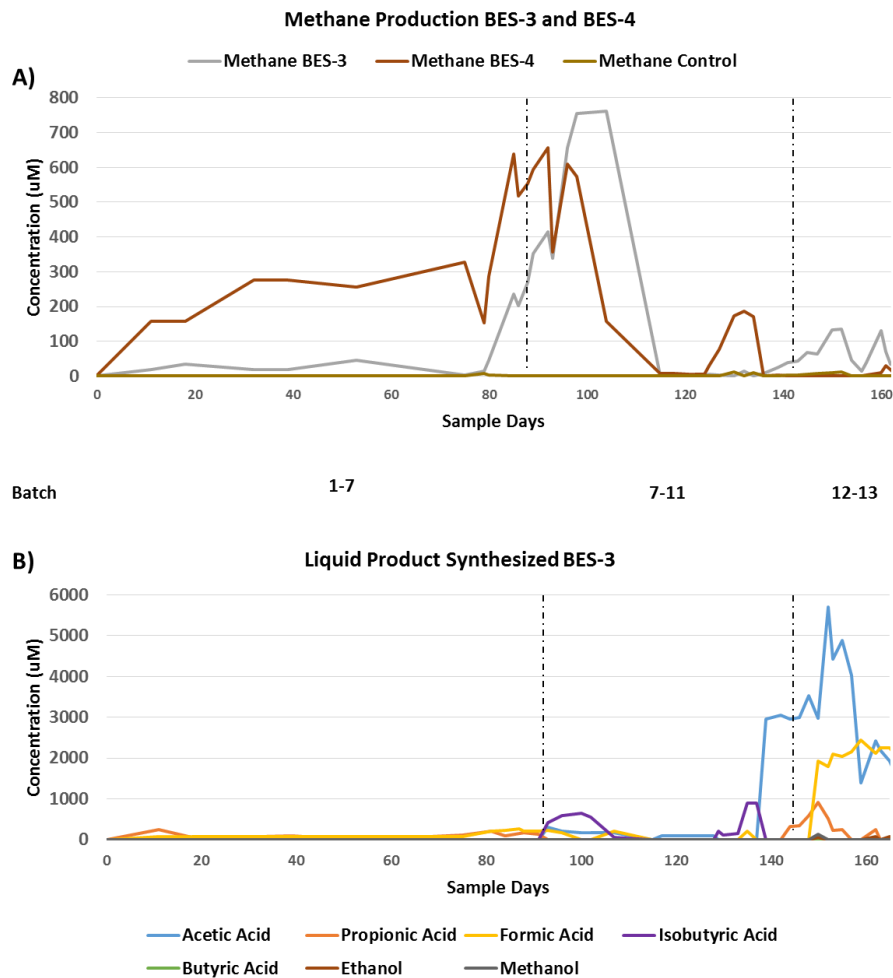 Methane Production BES-3 and BES-4
Methane BES-3 Methane BES-4 Methane Control
A)
800
700
600
500
400
300
200
100
0
Concentration (uM)
0 20 40 60 80 100 120 140 160
Sample Days
Batch 1-7 7-11 12-13
B)
Liquid Product Synthesized BES-3
6000
5000
4000
3000
2000
1000
0
Concentration (uM)
0 20 40 60 80 100 120 140 160
Sample Days
Acetic Acid Propionic Acid Formic Acid Isobutyric Acid
Butyric Acid Ethanol Methanol